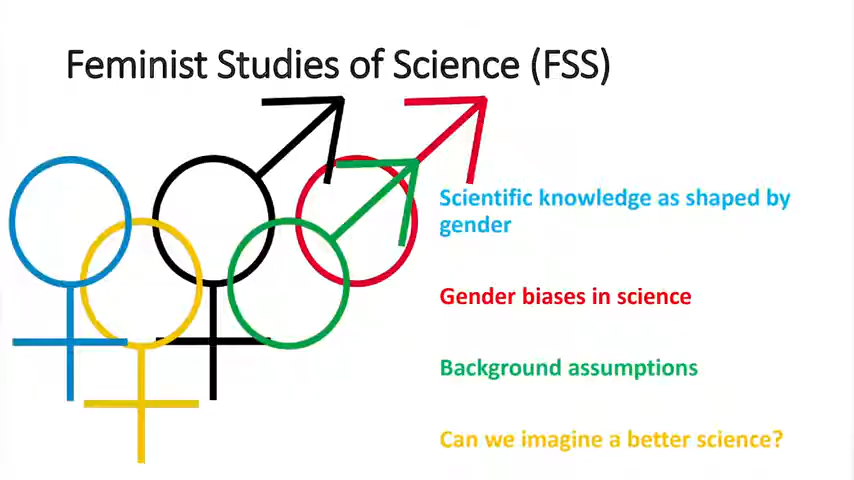 Feminist Studies of Science (FSS)
Scientific knowledge as shaped by
gender
Gender biases in science
Background assumptions
Can we imagine a better science?